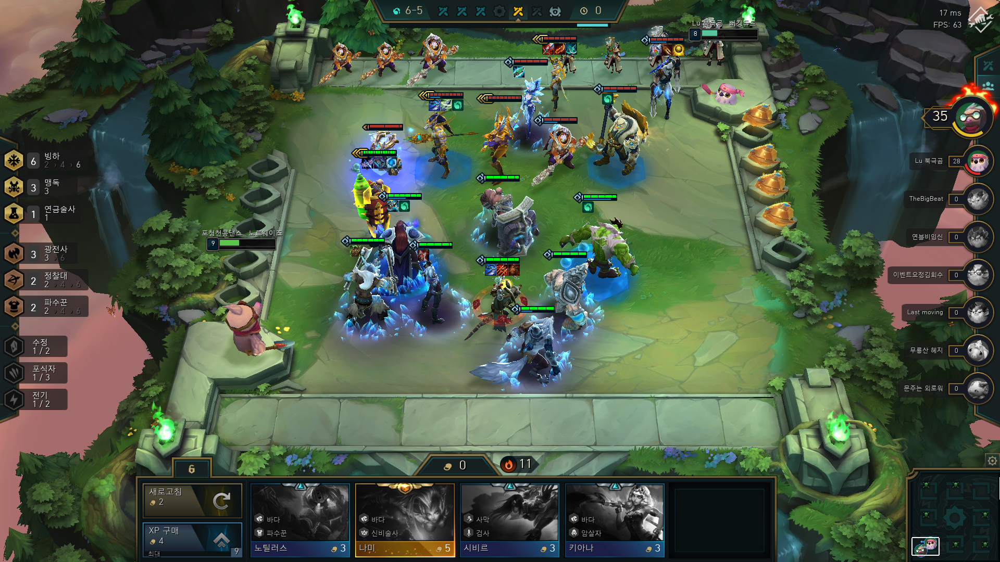 6-5
0
17 ms
FPS: 63
Lu 북극곰
뻐킹듀드
8
35
6
빙하
2 › 4 › 6
3
맹독
3
1
연금술사
1
3
광전사
3 › 6
2
정찰대
2 › 4 › 6
2
파수꾼
2 › 4 › 6
수정
1 / 2
포식자
1 / 3
전기
1 / 2
포청천콩댄스
노르웨이즈
9
Lu 북극곰
28
TheBigBeat
0
연블비잉신
0
이벤트요정김희수
0
Last moving
0
무룡산 혜지
0
문주는 외로워
0
6
0
11
새로고침
2
XP 구매
4
최대
9
바다
파수꾼
노틸러스
3
바다
신비술사
나미
5
사막
검사
시비르
3
바다
암살자
키아나
3